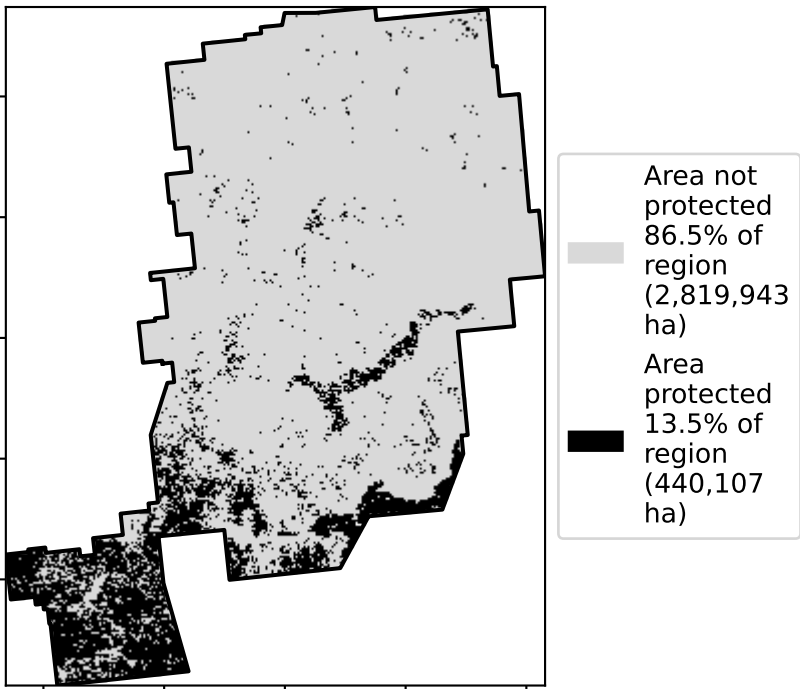 Area not
protected
86.5% of
region
(2,819,943
ha)
Area
protected
13.5% of
region
(440,107
ha)